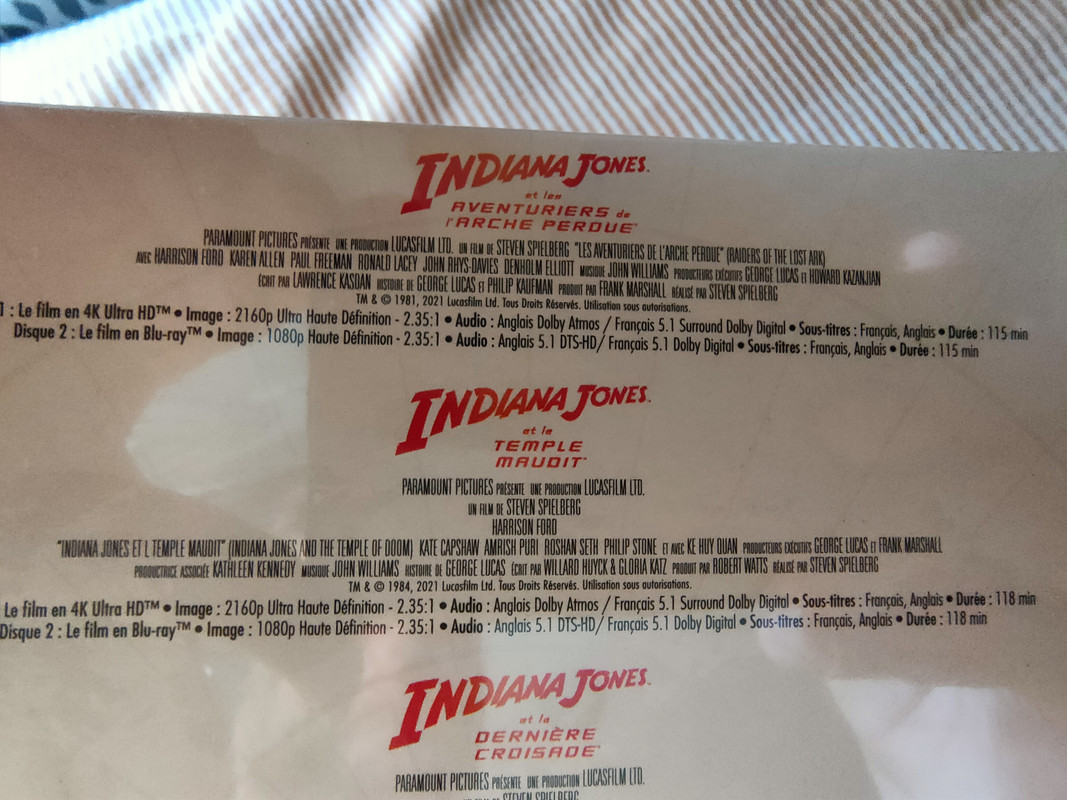 INDIANA JONES.
et les
AVENTURIERS de
l'ARCHE PERDUE
PARAMOUNT PICTURES PRÉSENTE UNE PRODUCTION LUCASFILM LTD. UN FILM DE STEVEN SPIELBERG "LES AVENTURIERS DE L'ARCHE PERDUE" (RAIDERS OF THE LOST ARK)
AVEC HARRISON FORD KAREN ALLEN PAUL FREEMAN RONALD LACEY JOHN RHYS-DAVIES DENHOLM ELLIOTT MUSIQUE JOHN WILLIAMS PRODUCTEURS EXÉCUTIFS GEORGE LUCAS ET HOWARD KAZANJIAN
ÉCRIT PAR LAWRENCE KASDAN HISTOIRE DE GEORGE LUCAS ET PHILIP KAUFMAN PRODUIT PAR FRANK MARSHALL RÉALISÉ PAR STEVEN SPIELBERG
TM & © 1981, 2021 Lucasfilm Ltd. Tous Droits Réservés. Utilisation sous autorisations.
1 : Le film en 4K Ultra HD™ • Image : 2160p Ultra Haute Définition - 2.35:1 • Audio : Anglais Dolby Atmos / Français 5.1 Surround Dolby Digital • Sous-titres : Français, Anglais • Durée : 115 min
Disque 2 : Le film en Blu-ray™ • Image : 1080p Haute Définition - 2.35:1 • Audio : Anglais 5.1 DTS-HD/ Français 5.1 Dolby Digital • Sous-titres : Français, Anglais • Durée : 115 min
INDIANA JONES.
et le
TEMPLE
MAUDIT
PARAMOUNT PICTURES PRÉSENTE UNE PRODUCTION LUCASFILM LTD.
UN FILM DE STEVEN SPIELBERG
HARRISON FORD
"INDIANA JONES ET L TEMPLE MAUDIT" (INDIANA JONES AND THE TEMPLE OF DOOM) KATE CAPSHAW AMRISH PURI ROSHAN SETH PHILIP STONE ET AVEC KE HUY QUAN PRODUCTEURS EXÉCUTIFS GEORGE LUCAS ET FRANK MARSHALL
PRODUCTRICE ASSOCIÉE KATHLEEN KENNEDY MUSIQUE JOHN WILLIAMS HISTOIRE DE GEORGE LUCAS ÉCRIT PAR WILLARD HUYCK & GLORIA KATZ PRODUIT PAR ROBERT WATTS RÉALISÉ PAR STEVEN SPIELBERG
TM & © 1984, 2021 Lucasfilm Ltd. Tous Droits Réservés. Utilisation sous autorisations.
Le film en 4K Ultra HD™ • Image : 2160p Ultra Haute Définition - 2.35:1 • Audio : Anglais Dolby Atmos / Français 5.1 Surround Dolby Digital • Sous-titres : Français, Anglais • Durée : 118 min
Disque 2 : Le film en Blu-ray™ • Image : 1080p Haute Définition - 2.35:1 • Audio : Anglais 5.1 DTS-HD/ Français 5.1 Dolby Digital • Sous-titres : Français, Anglais • Durée : 118 min
INDIANA JONES.
et la
DERNIÈRE
CROISADE
PARAMOUNT PICTURES PRÉSENTE UNE PRODUCTION LUCASFILM LTD.
UN FILM DE STEVEN SPIELBERG